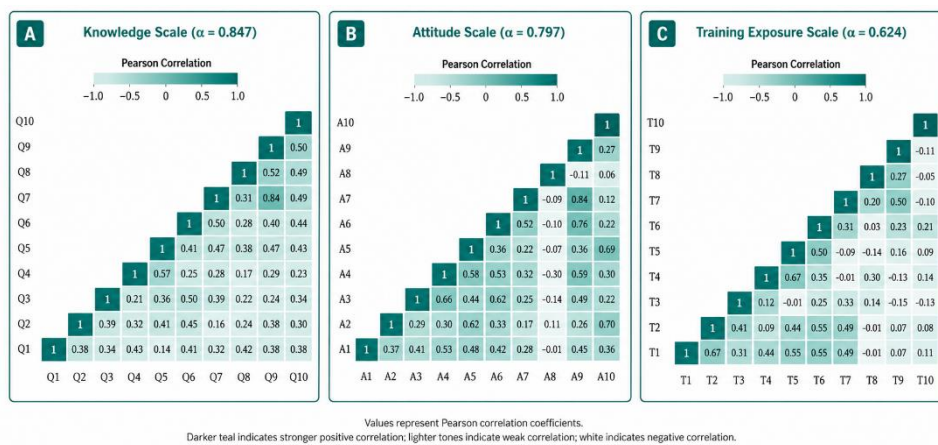 A Knowledge Scale (α = 0.847)
Pearson Correlation
−1.0 −0.5 0 0.5 1.0
Q10 1
Q9 1 0.50
Q8 1 0.52 0.49
Q7 1 0.31 0.84 0.49
Q6 1 0.50 0.28 0.40 0.44
Q5 1 0.41 0.47 0.38 0.47 0.43
Q4 1 0.57 0.25 0.28 0.17 0.29 0.23
Q3 1 0.21 0.36 0.50 0.39 0.22 0.24 0.34
Q2 1 0.39 0.32 0.41 0.45 0.16 0.24 0.38 0.30
Q1 1 0.38 0.34 0.43 0.14 0.41 0.32 0.42 0.38 0.38
Q1 Q2 Q3 Q4 Q5 Q6 Q7 Q8 Q9 Q10
B Attitude Scale (α = 0.797)
Pearson Correlation
−1.0 −0.5 0 0.5 1.0
A10 1
A9 1 0.27
A8 1 -0.11 0.06
A7 1 -0.09 0.84 0.12
A6 1 0.52 -0.10 0.76 0.22
A5 1 0.36 0.22 -0.07 0.36 0.69
A4 1 0.58 0.53 0.32 -0.30 0.59 0.30
A3 1 0.66 0.44 0.62 0.25 -0.14 0.49 0.22
A2 1 0.29 0.30 0.62 0.33 0.17 0.11 0.26 0.70
A1 1 0.37 0.41 0.53 0.48 0.42 0.28 -0.01 0.45 0.36
A1 A2 A3 A4 A5 A6 A7 A8 A9 A10
C Training Exposure Scale (α = 0.624)
Pearson Correlation
−1.0 −0.5 0 0.5 1.0
T10 1
T9 1 -0.11
T8 1 0.27 -0.05
T7 1 0.20 0.50 -0.10
T6 1 0.31 0.03 0.23 0.21
T5 1 0.50 -0.09 -0.14 0.16 0.09
T4 1 0.67 0.35 -0.01 0.30 -0.13 0.14
T3 1 0.12 -0.01 0.25 0.33 0.14 -0.15 -0.13
T2 1 0.41 0.09 0.44 0.55 0.49 -0.01 0.07 0.08
T1 1 0.67 0.31 0.44 0.55 0.55 0.49 -0.01 0.07 0.11
T1 T2 T3 T4 T5 T6 T7 T8 T9 T10
Values represent Pearson correlation coefficients.
Darker teal indicates stronger positive correlation; lighter tones indicate weak correlation; white indicates negative correlation.